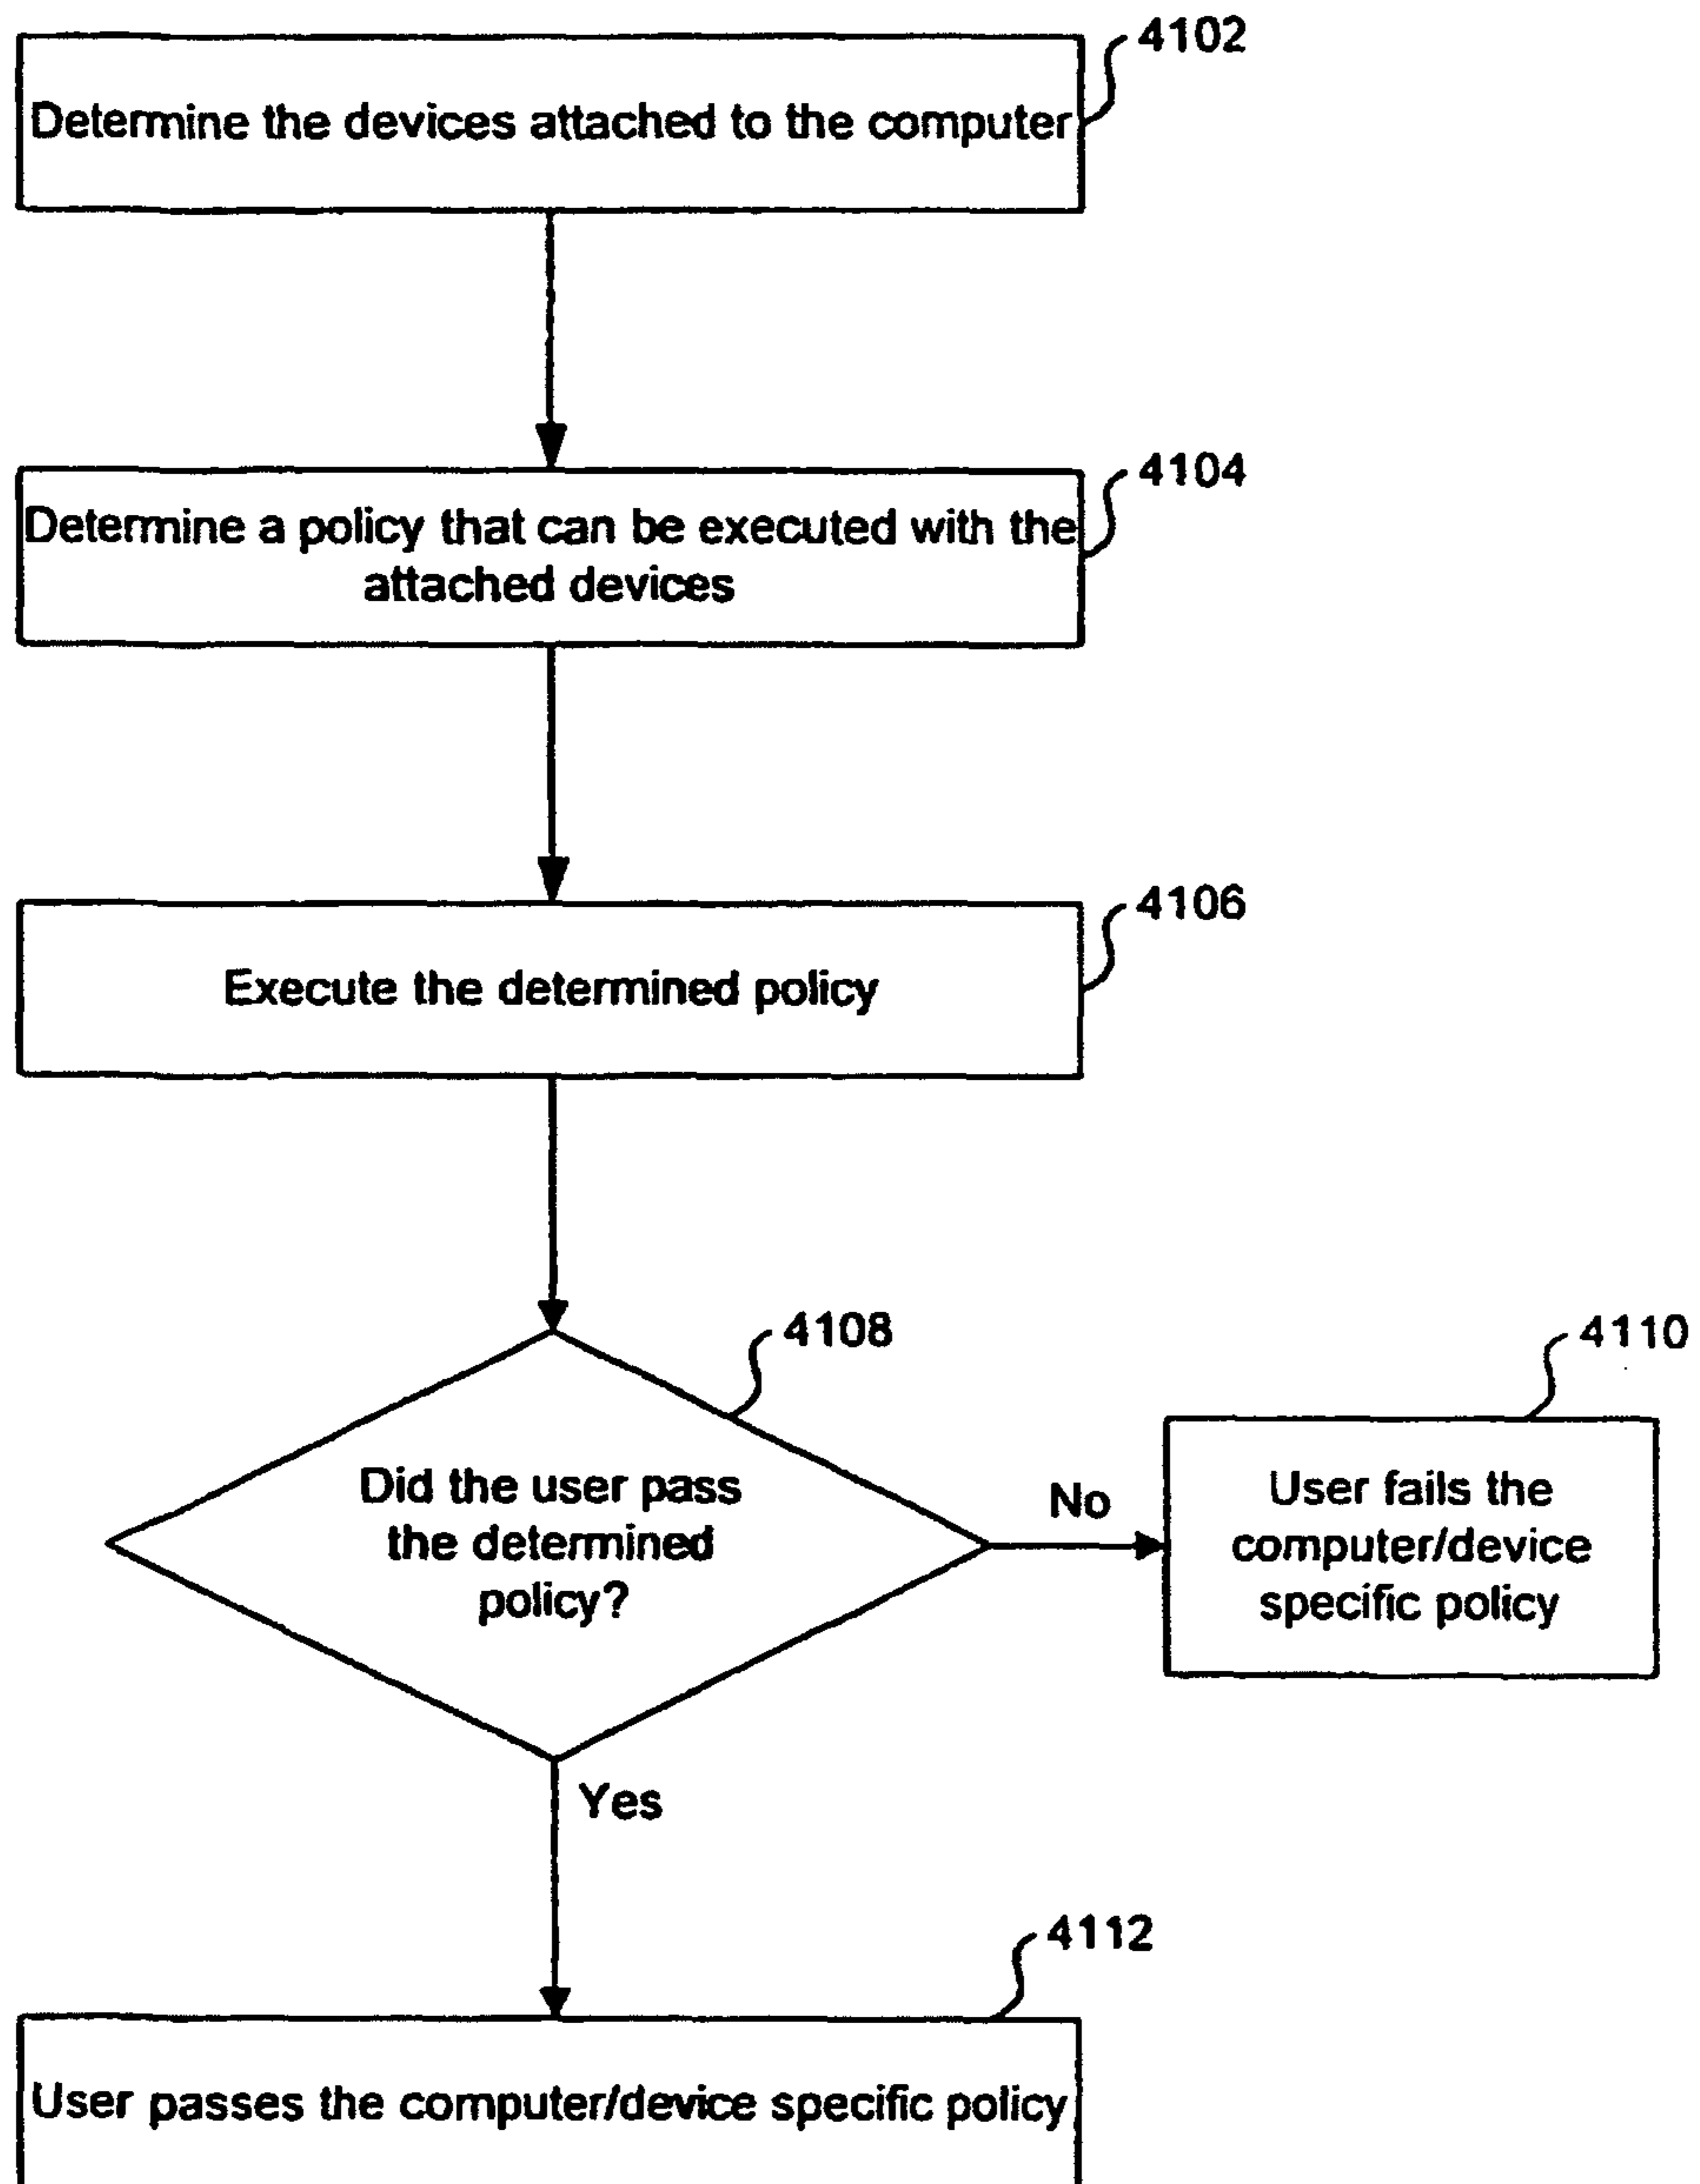 4102
Determine the devices attached to the computer
4104
Determine a policy that can be executed with the
attached devices
4106
Execute the determined policy
4108
Did the user pass
the determined
policy?
No
4110
User fails the
computer/device
specific policy
Yes
4112
User passes the computer/device specific policy